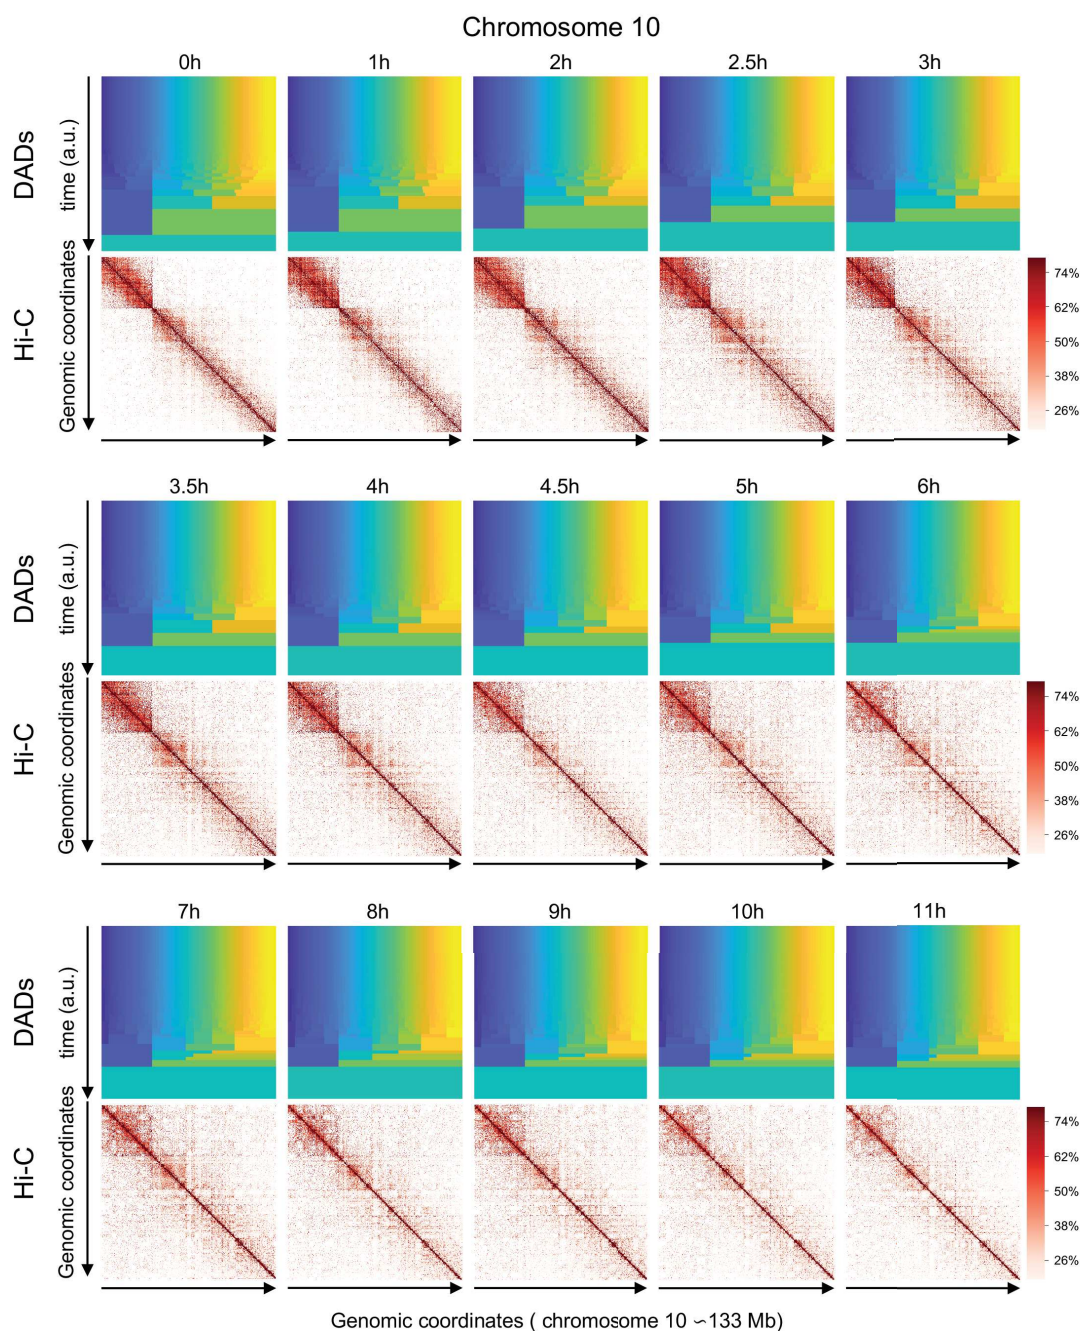 Chromosome 10
0h 1h 2h 2.5h 3h
DADs
time (a.u.)
Hi-C
Genomic coordinates
74%
62%
50%
38%
26%
3.5h 4h 4.5h 5h 6h
DADs
time (a.u.)
Hi-C
Genomic coordinates
74%
62%
50%
38%
26%
7h 8h 9h 10h 11h
DADs
time (a.u.)
Hi-C
Genomic coordinates
74%
62%
50%
38%
26%
Genomic coordinates ( chromosome 10 ∽133 Mb)